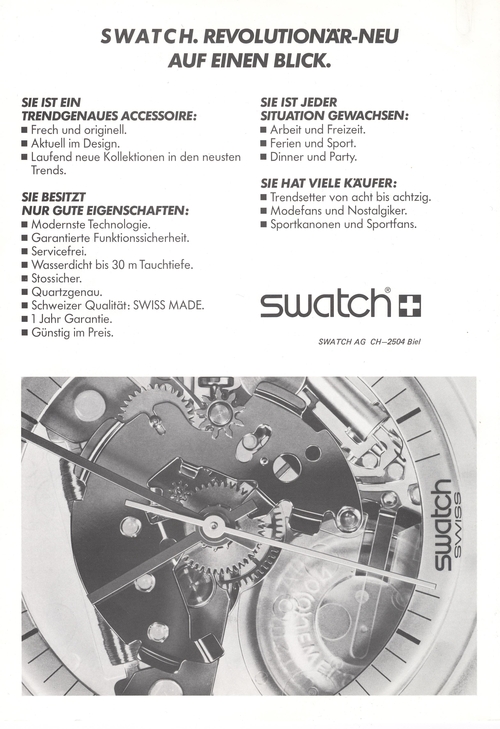 SWATCH. REVOLUTIONÄR-NEU
AUF EINEN BLICK.
SIE IST EIN
TRENDGENAUES ACCESSOIRE:
■ Frech und originell.
■ Aktuell im Design.
■ Laufend neue Kollektionen in den neusten
Trends.
SIE BESITZT
NUR GUTE EIGENSCHAFTEN:
■ Modernste Technologie.
■ Garantierte Funktionssicherheit.
■ Servicefrei.
■ Wasserdicht bis 30 m Tauchtiefe.
■ Stossicher.
■ Quartzgenau.
■ Schweizer Qualität: SWISS MADE.
■ 1 Jahr Garantie.
■ Günstig im Preis.
SIE IST JEDER
SITUATION GEWACHSEN:
■ Arbeit und Freizeit.
■ Ferien und Sport.
■ Dinner und Party.
SIE HAT VIELE KÄUFER:
■ Trendsetter von acht bis achtzig.
■ Modefans und Nostalgiker.
■ Sportkanonen und Sportfans.
swatch®
SWATCH AG CH–2504 Biel
swatch
SWISS